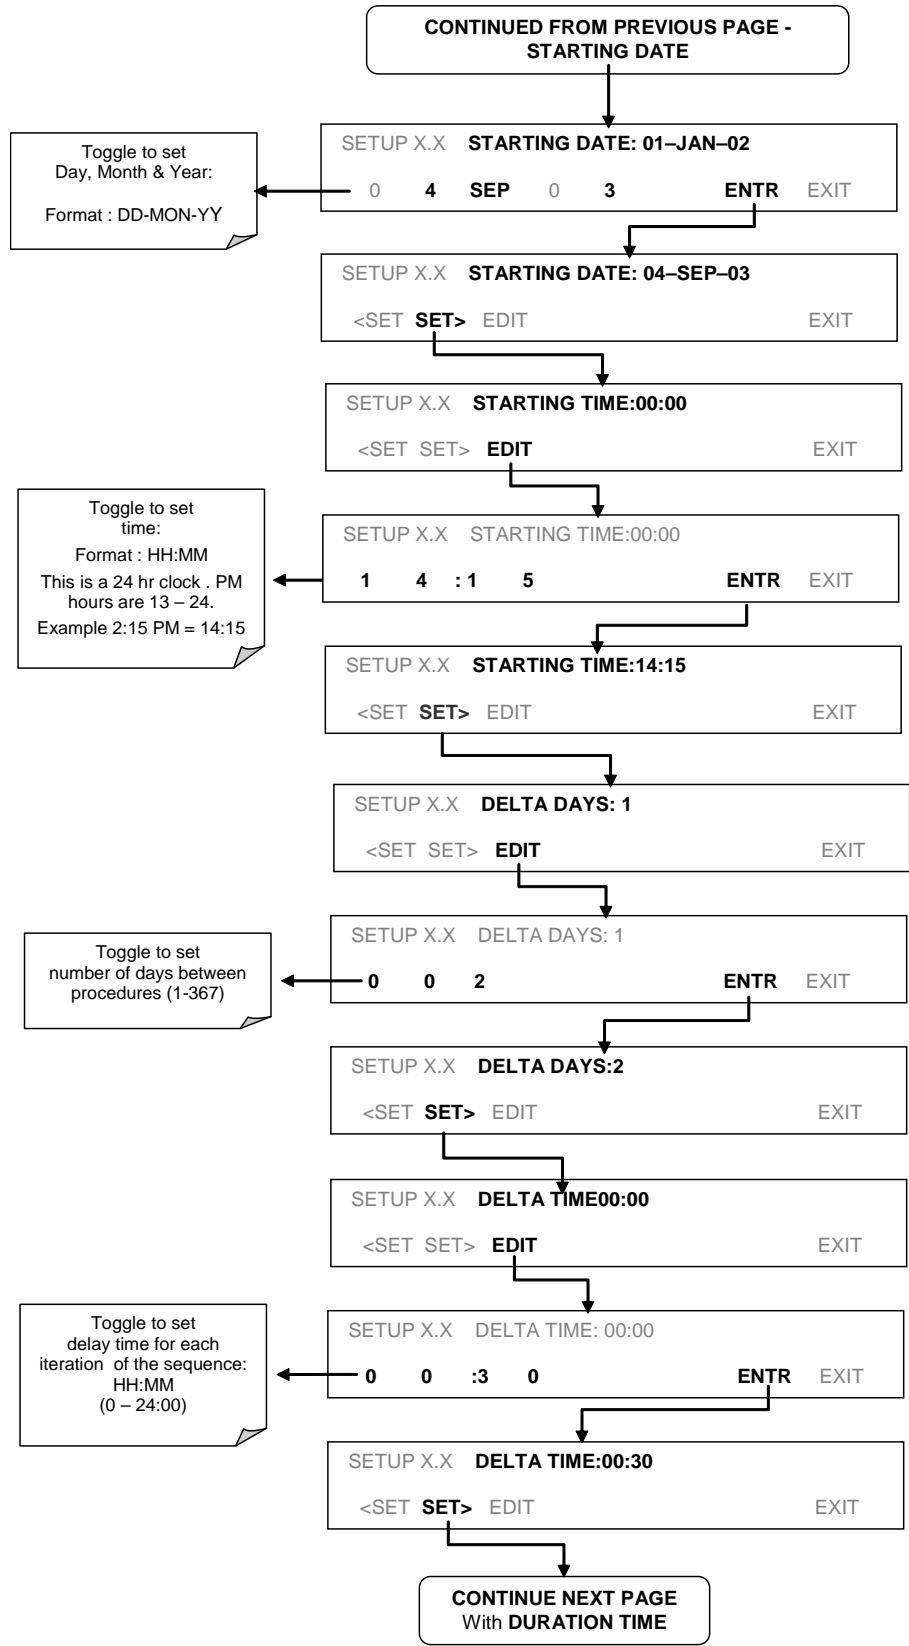 CONTINUED FROM PREVIOUS PAGE -
STARTING DATE
SETUP X.X STARTING DATE: 01–JAN–02
0 4 SEP 0 3 ENTR EXIT
Toggle to set
Day, Month & Year:
Format : DD-MON-YY
SETUP X.X STARTING DATE: 04–SEP–03
<SET SET> EDIT EXIT
SETUP X.X STARTING TIME:00:00
<SET SET> EDIT EXIT
Toggle to set
time:
Format : HH:MM
This is a 24 hr clock . PM
hours are 13 – 24.
Example 2:15 PM = 14:15
SETUP X.X STARTING TIME:00:00
1 4 : 1 5 ENTR EXIT
SETUP X.X STARTING TIME:14:15
<SET SET> EDIT EXIT
SETUP X.X DELTA DAYS: 1
<SET SET> EDIT EXIT
SETUP X.X DELTA DAYS: 1
0 0 2 ENTR EXIT
Toggle to set
number of days between
procedures (1-367)
SETUP X.X DELTA DAYS:2
<SET SET> EDIT EXIT
SETUP X.X DELTA TIME00:00
<SET SET> EDIT EXIT
Toggle to set
delay time for each
iteration of the sequence:
HH:MM
(0 – 24:00)
SETUP X.X DELTA TIME: 00:00
0 0 :3 0 ENTR EXIT
SETUP X.X DELTA TIME:00:30
<SET SET> EDIT EXIT
CONTINUE NEXT PAGE
With DURATION TIME